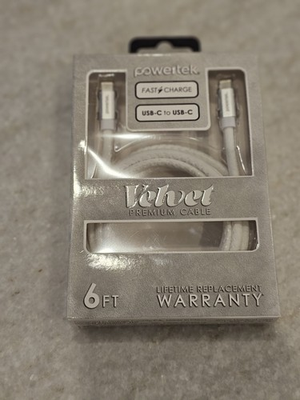 powertek.
FAST CHARGE
USB-C to USB-C
Velvet
PREMIUM CABLE
6FT
LIFETIME REPLACEMENT
WARRANTY